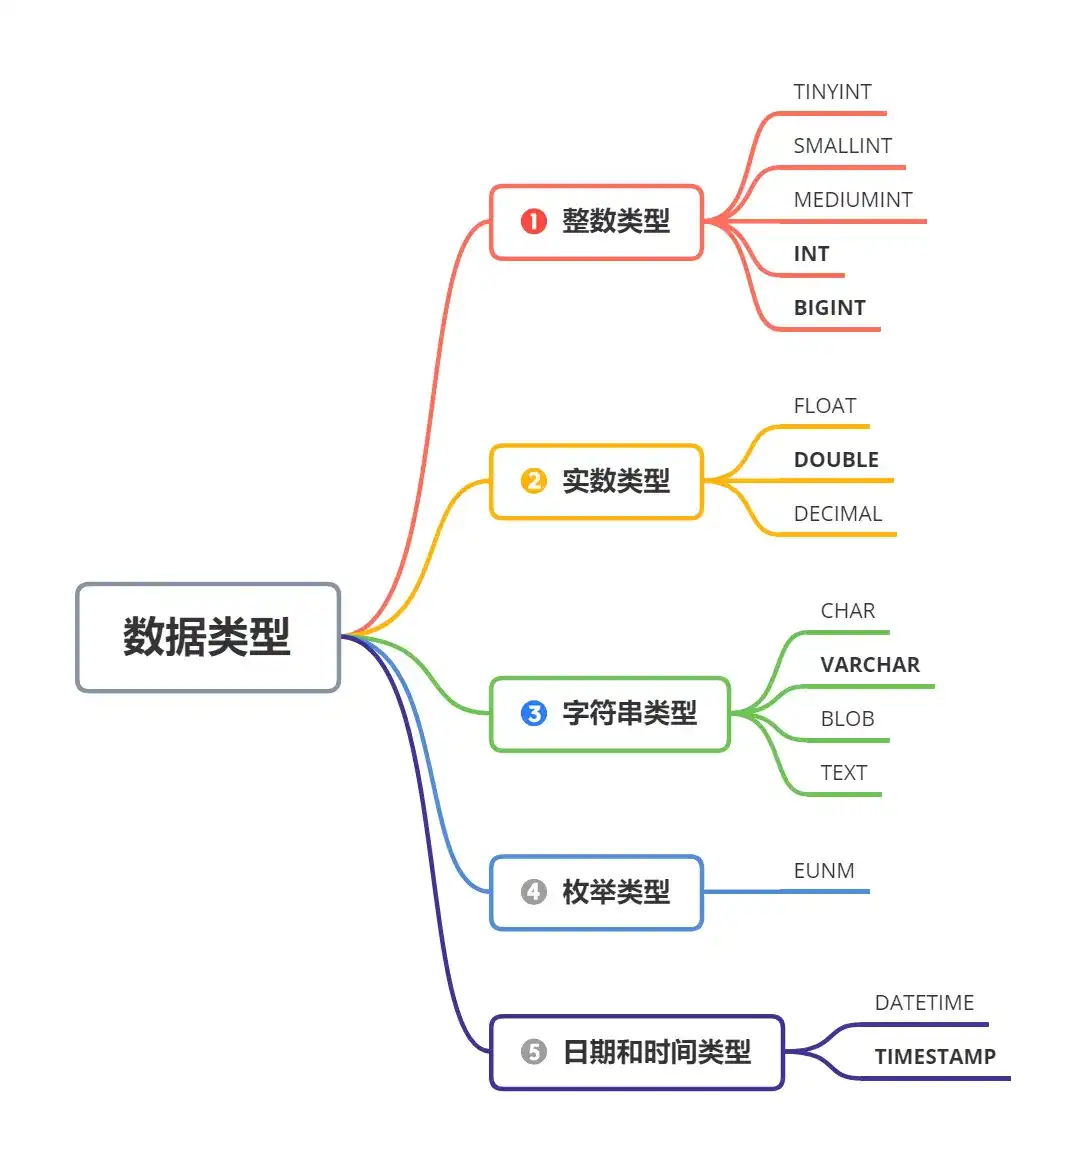 数据类型
1 整数类型
TINYINT
SMALLINT
MEDIUMINT
INT
BIGINT
2 实数类型
FLOAT
DOUBLE
DECIMAL
3 字符串类型
CHAR
VARCHAR
BLOB
TEXT
4 枚举类型
EUNM
5 日期和时间类型
DATETIME
TIMESTAMP